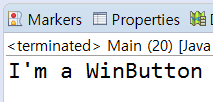 Markers Properties
<terminated> Main (20) [Java
I'm a WinButton